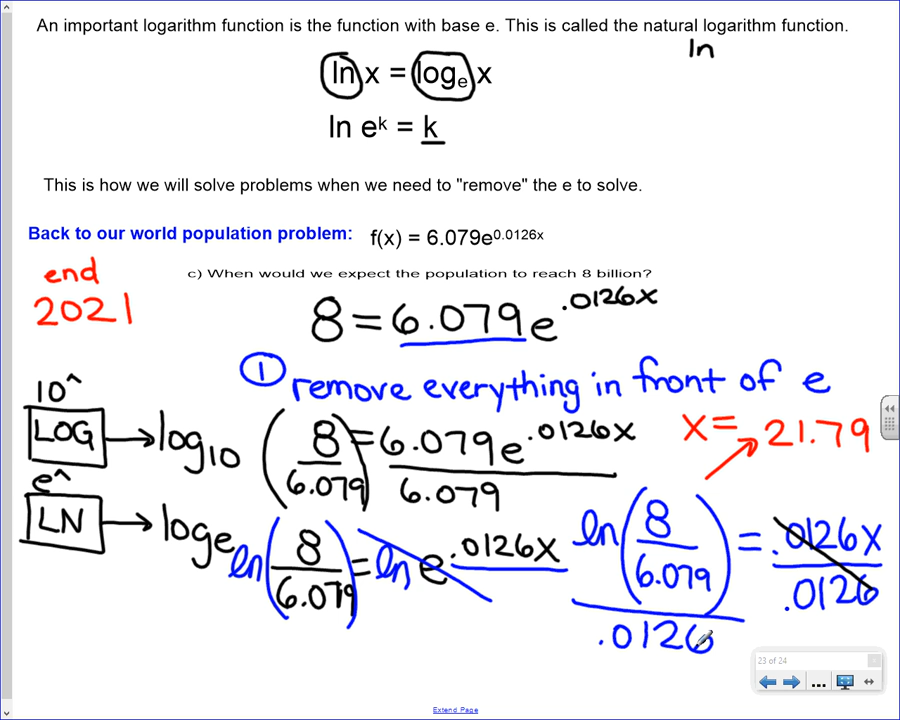 An important logarithm function is the function with base e. This is called the natural logarithm function.
ln
ln x = logₑ x
ln eᵏ = k
This is how we will solve problems when we need to "remove" the e to solve.
Back to our world population problem: f(x) = 6.079e^0.0126x
end
2021
c) When would we expect the population to reach 8 billion?
8 = 6.079e^.0126x
① remove everything in front of e
10^
LOG → log₁₀
(8/6.079) = 6.079e^.0126x/6.079
x = 21.79
e^
LN → logₑ
ln(8/6.079) = ln e^.0126x
ln(8/6.079)/.0126 = .0126x/.0126
23 of 24
...
Extend Page